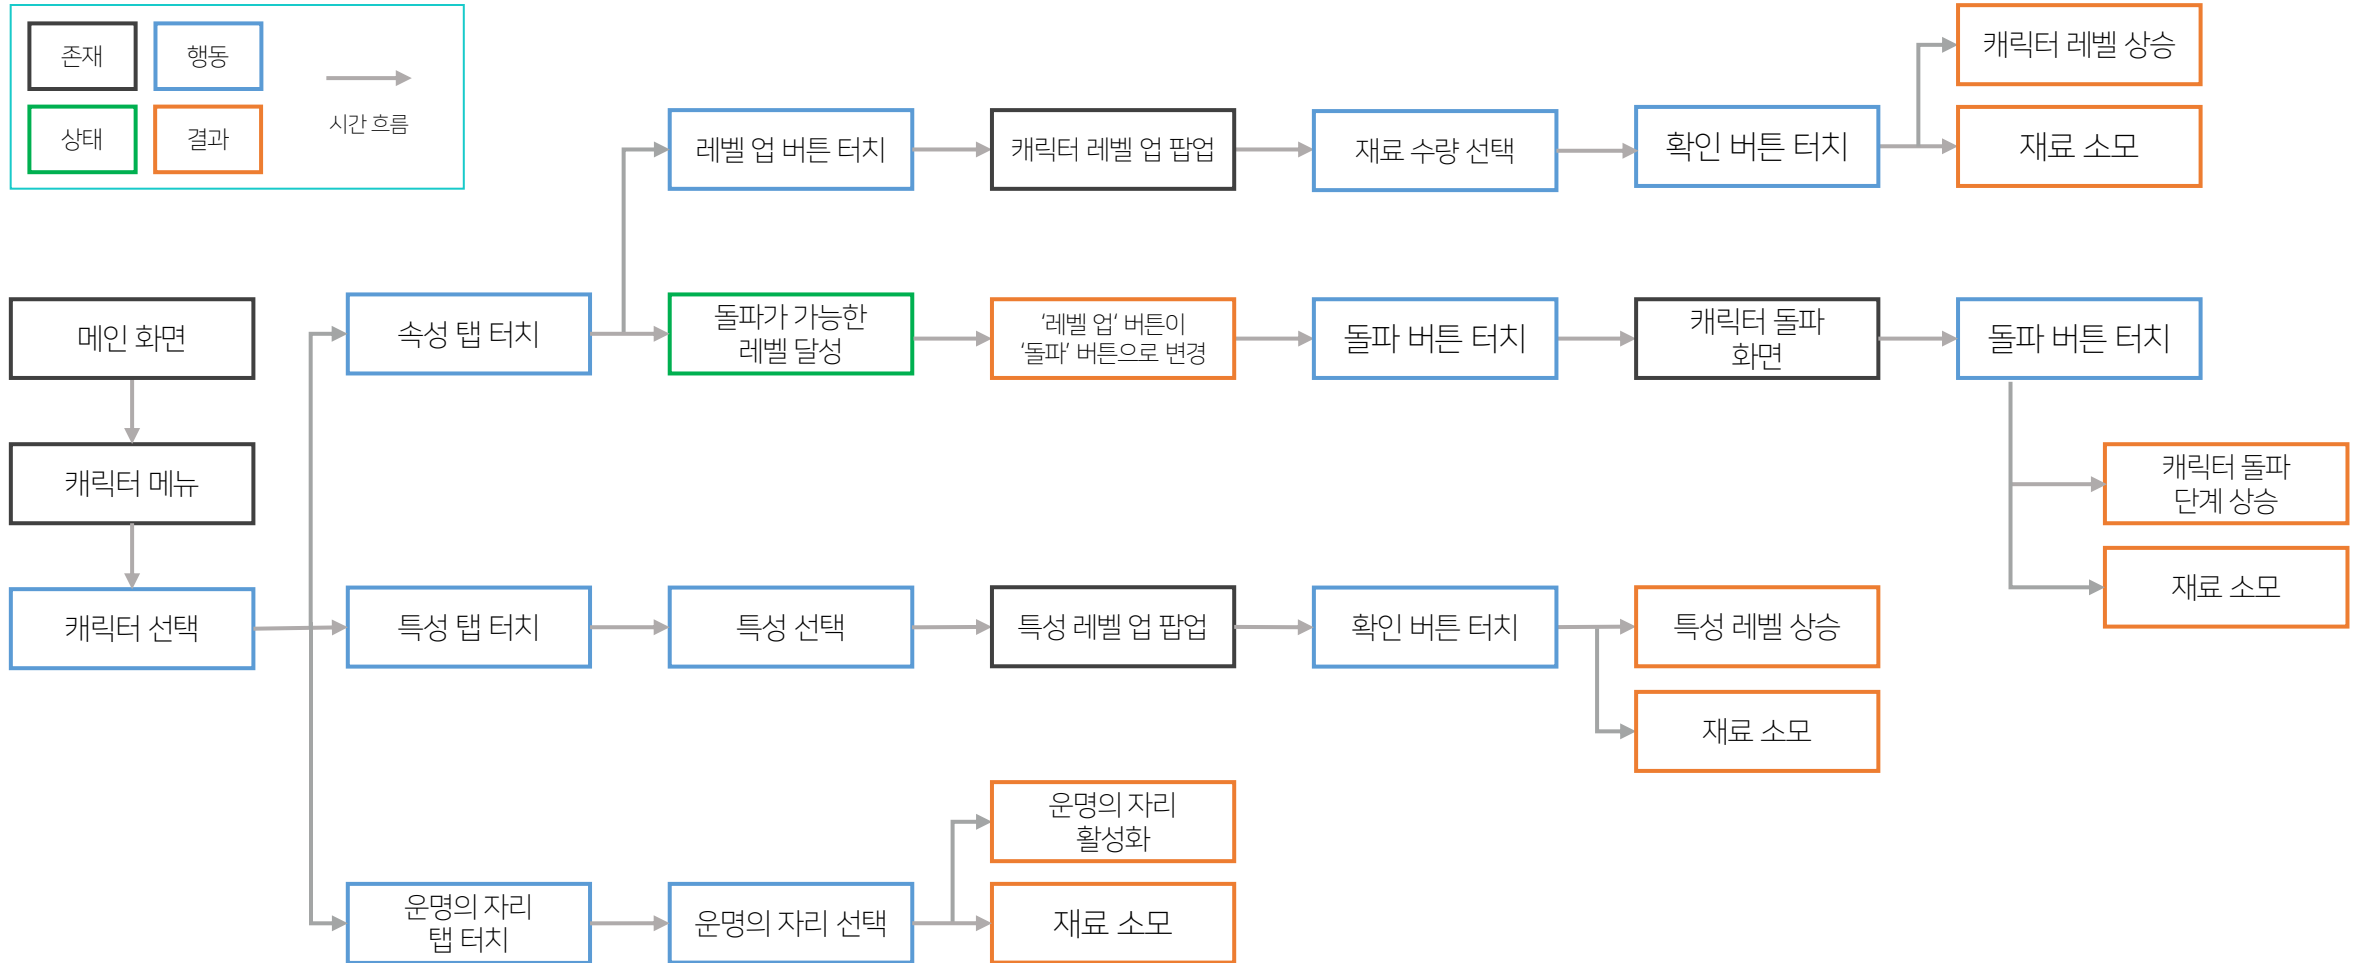 존재
행동
상태
결과
시간 흐름
캐릭터 레벨 상승
레벨 업 버튼 터치
캐릭터 레벨 업 팝업
재료 수량 선택
확인 버튼 터치
재료 소모
메인 화면
속성 탭 터치
돌파가 가능한
레벨 달성
‘레벨 업‘ 버튼이
‘돌파’ 버튼으로 변경
돌파 버튼 터치
캐릭터 돌파
화면
돌파 버튼 터치
캐릭터 메뉴
캐릭터 돌파
단계 상승
재료 소모
캐릭터 선택
특성 탭 터치
특성 선택
특성 레벨 업 팝업
확인 버튼 터치
특성 레벨 상승
재료 소모
운명의 자리
활성화
운명의 자리
탭 터치
운명의 자리 선택
재료 소모